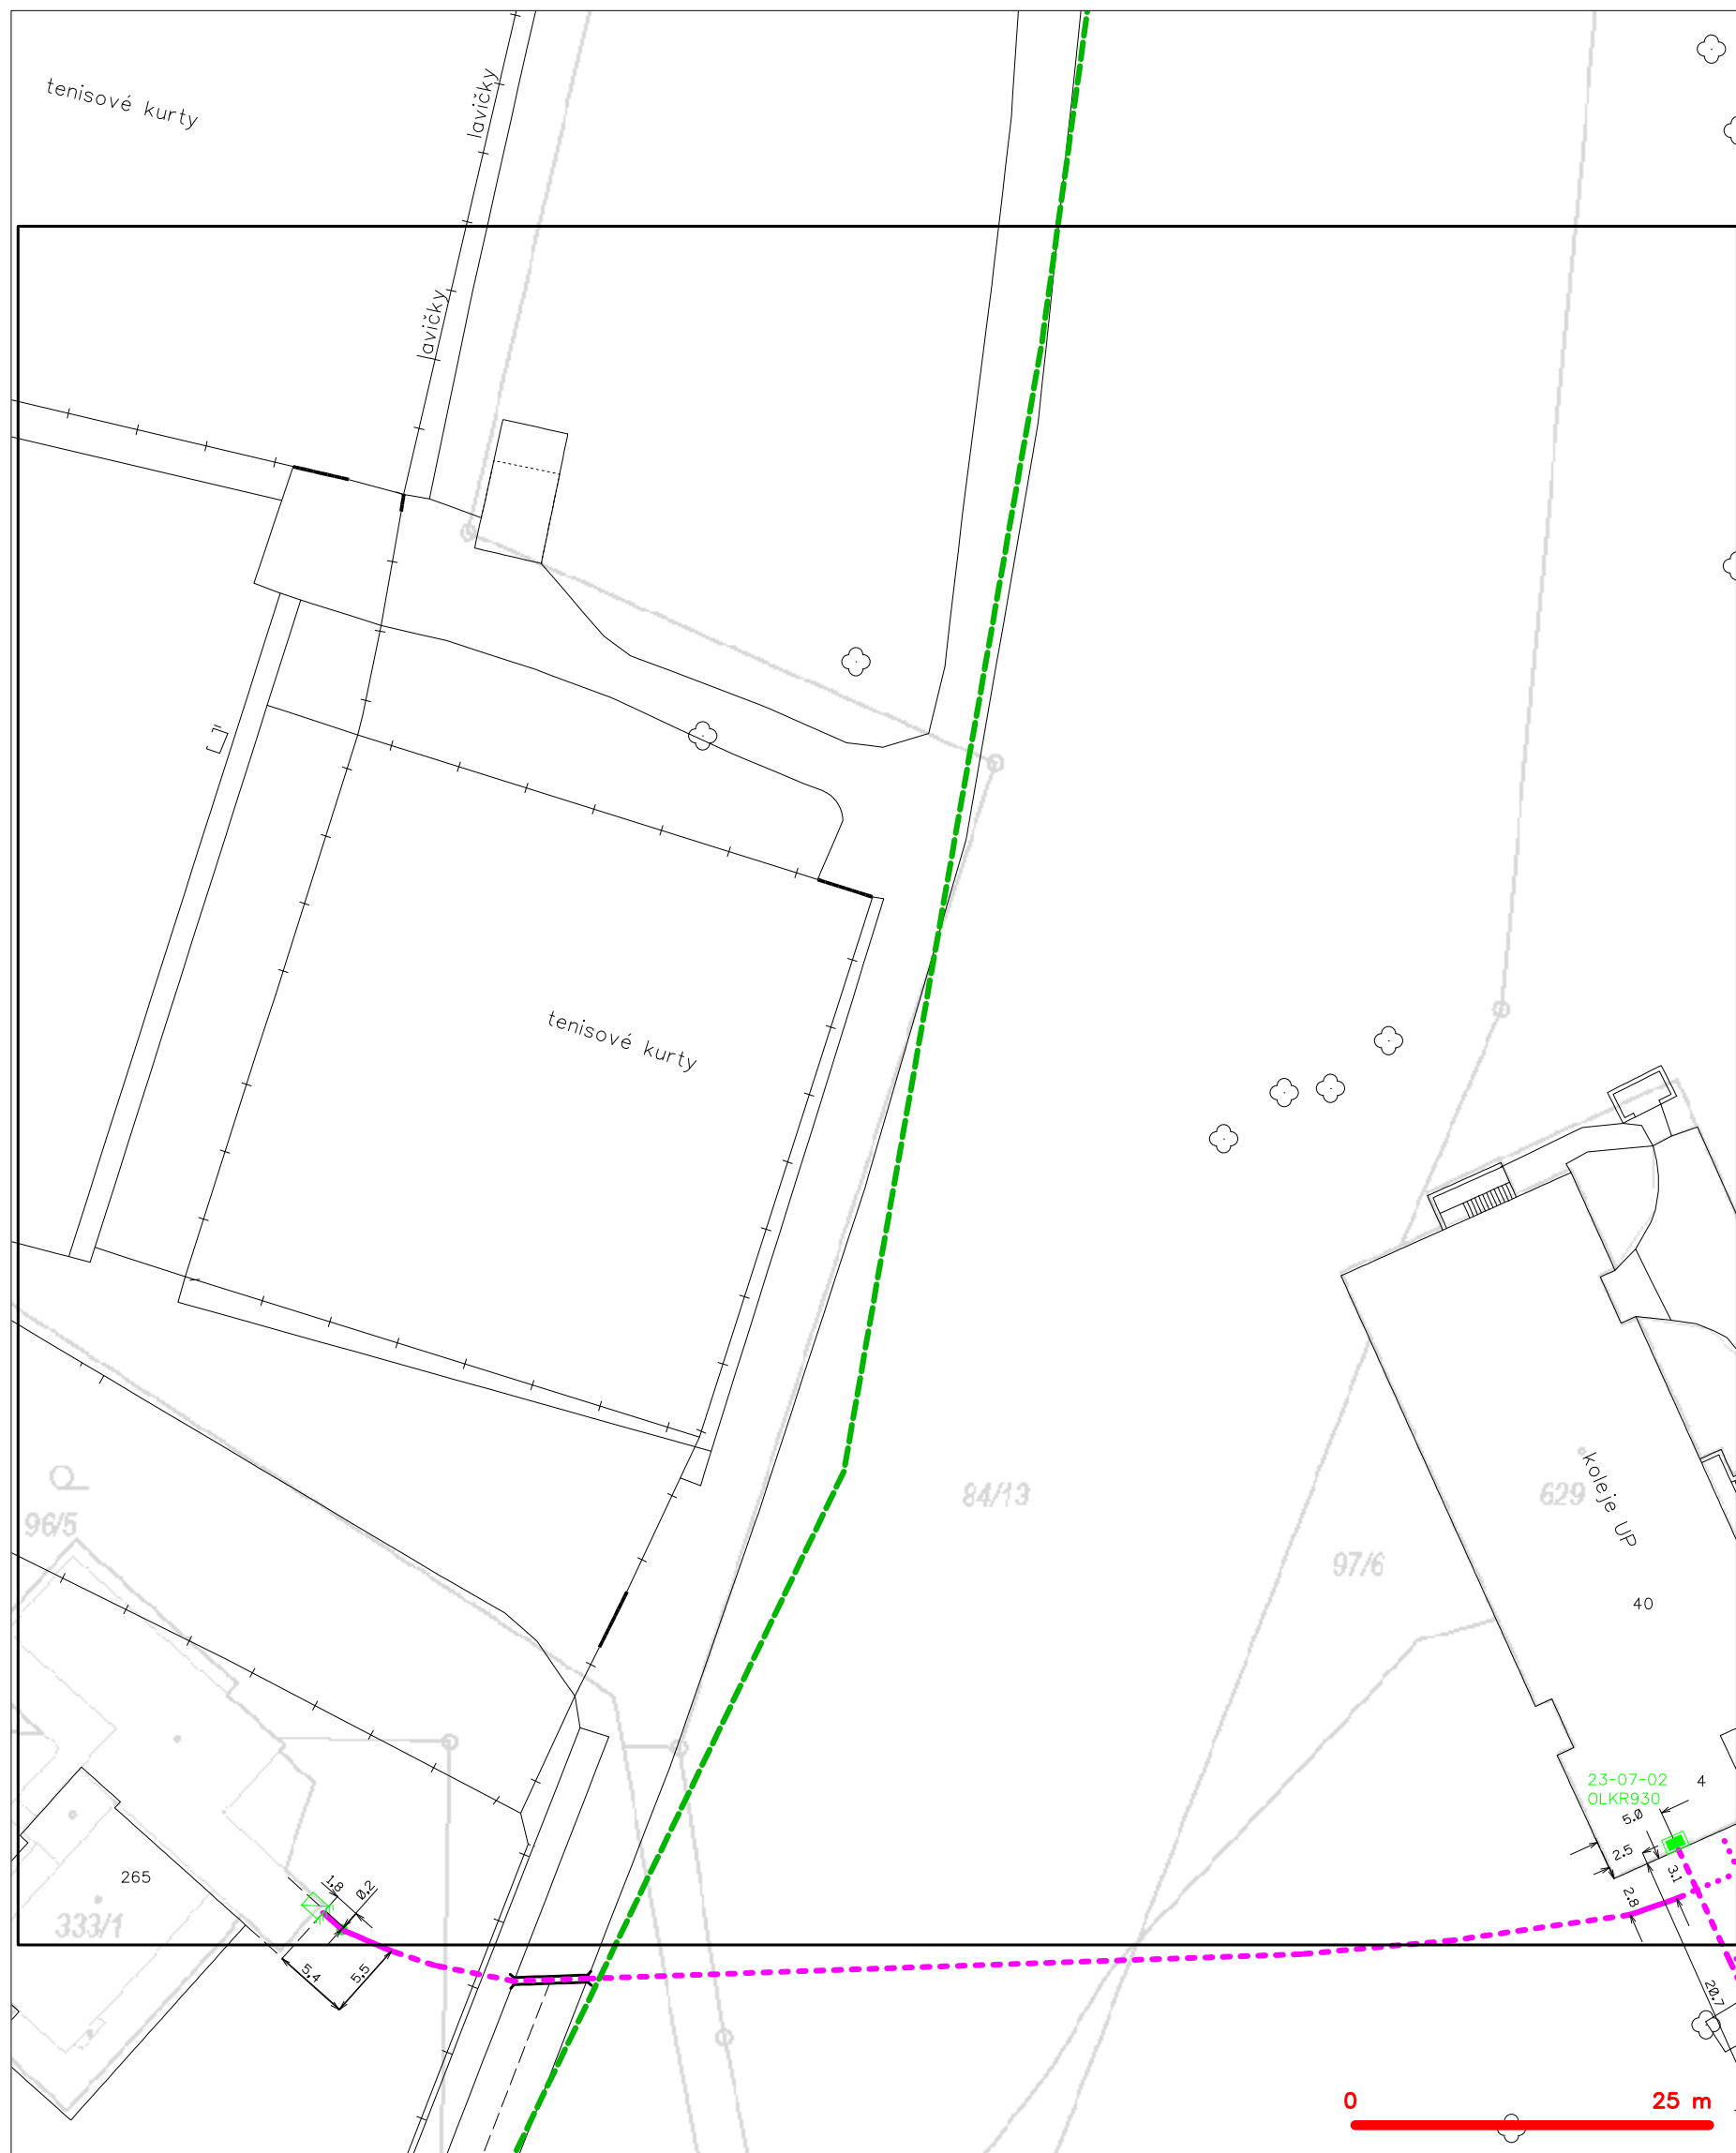 tenisové kurty
lavičky
lavičky
tenisové kurty
84/13
629
koleje UP
96/5
97/6
40
23-07-02
OLKR930
4
5.0
2.5
3.1
2.8
265
1.8
0.2
333/1
5.4
5.5
20.7
0
25 m